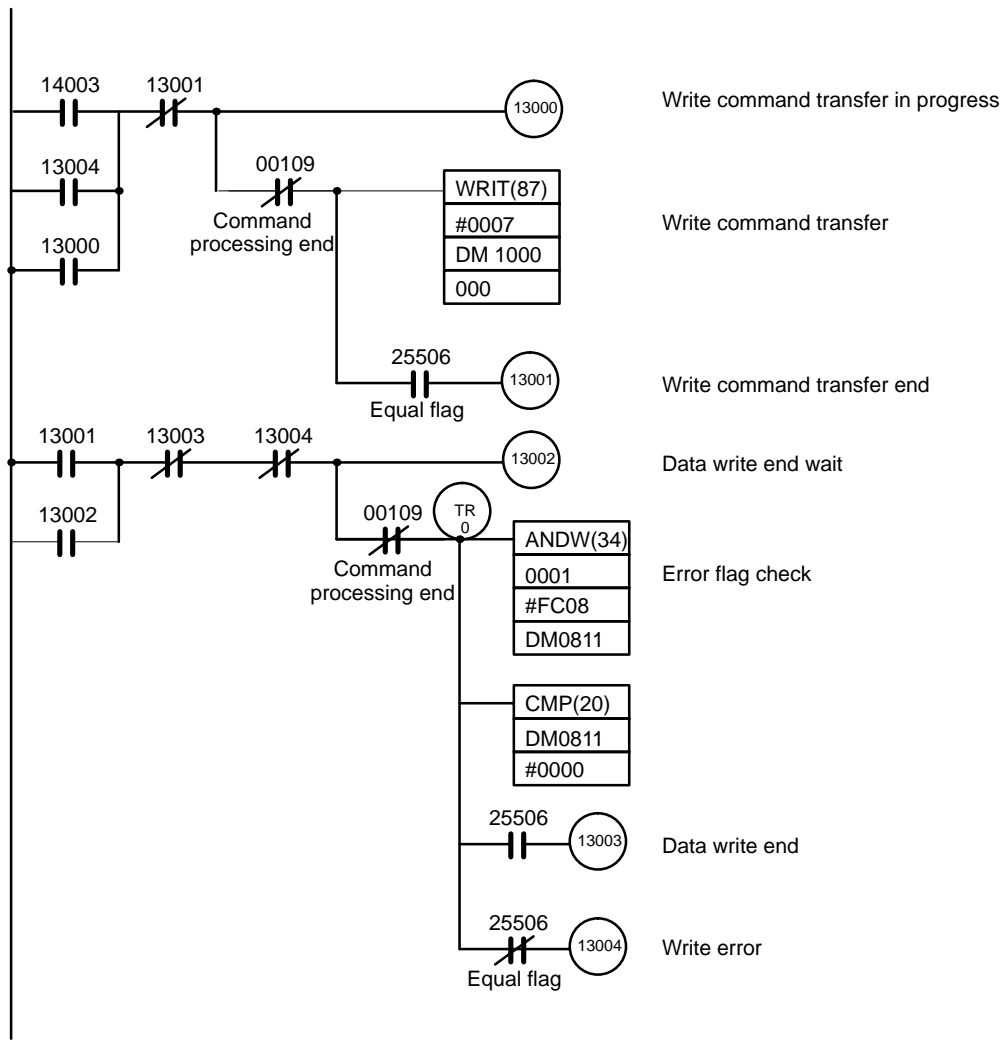 14003 13001
13000
Write command transfer in progress
13004
00109
Command
processing end
WRIT(87)
#0007
DM 1000
000
Write command transfer
13000
25506
Equal flag
13001
Write command transfer end
13001 13003 13004
13002
Data write end wait
13002
00109
Command
processing end
TR
0
ANDW(34)
0001
#FC08
DM0811
Error flag check
CMP(20)
DM0811
#0000
25506
13003
Data write end
25506
Equal flag
13004
Write error